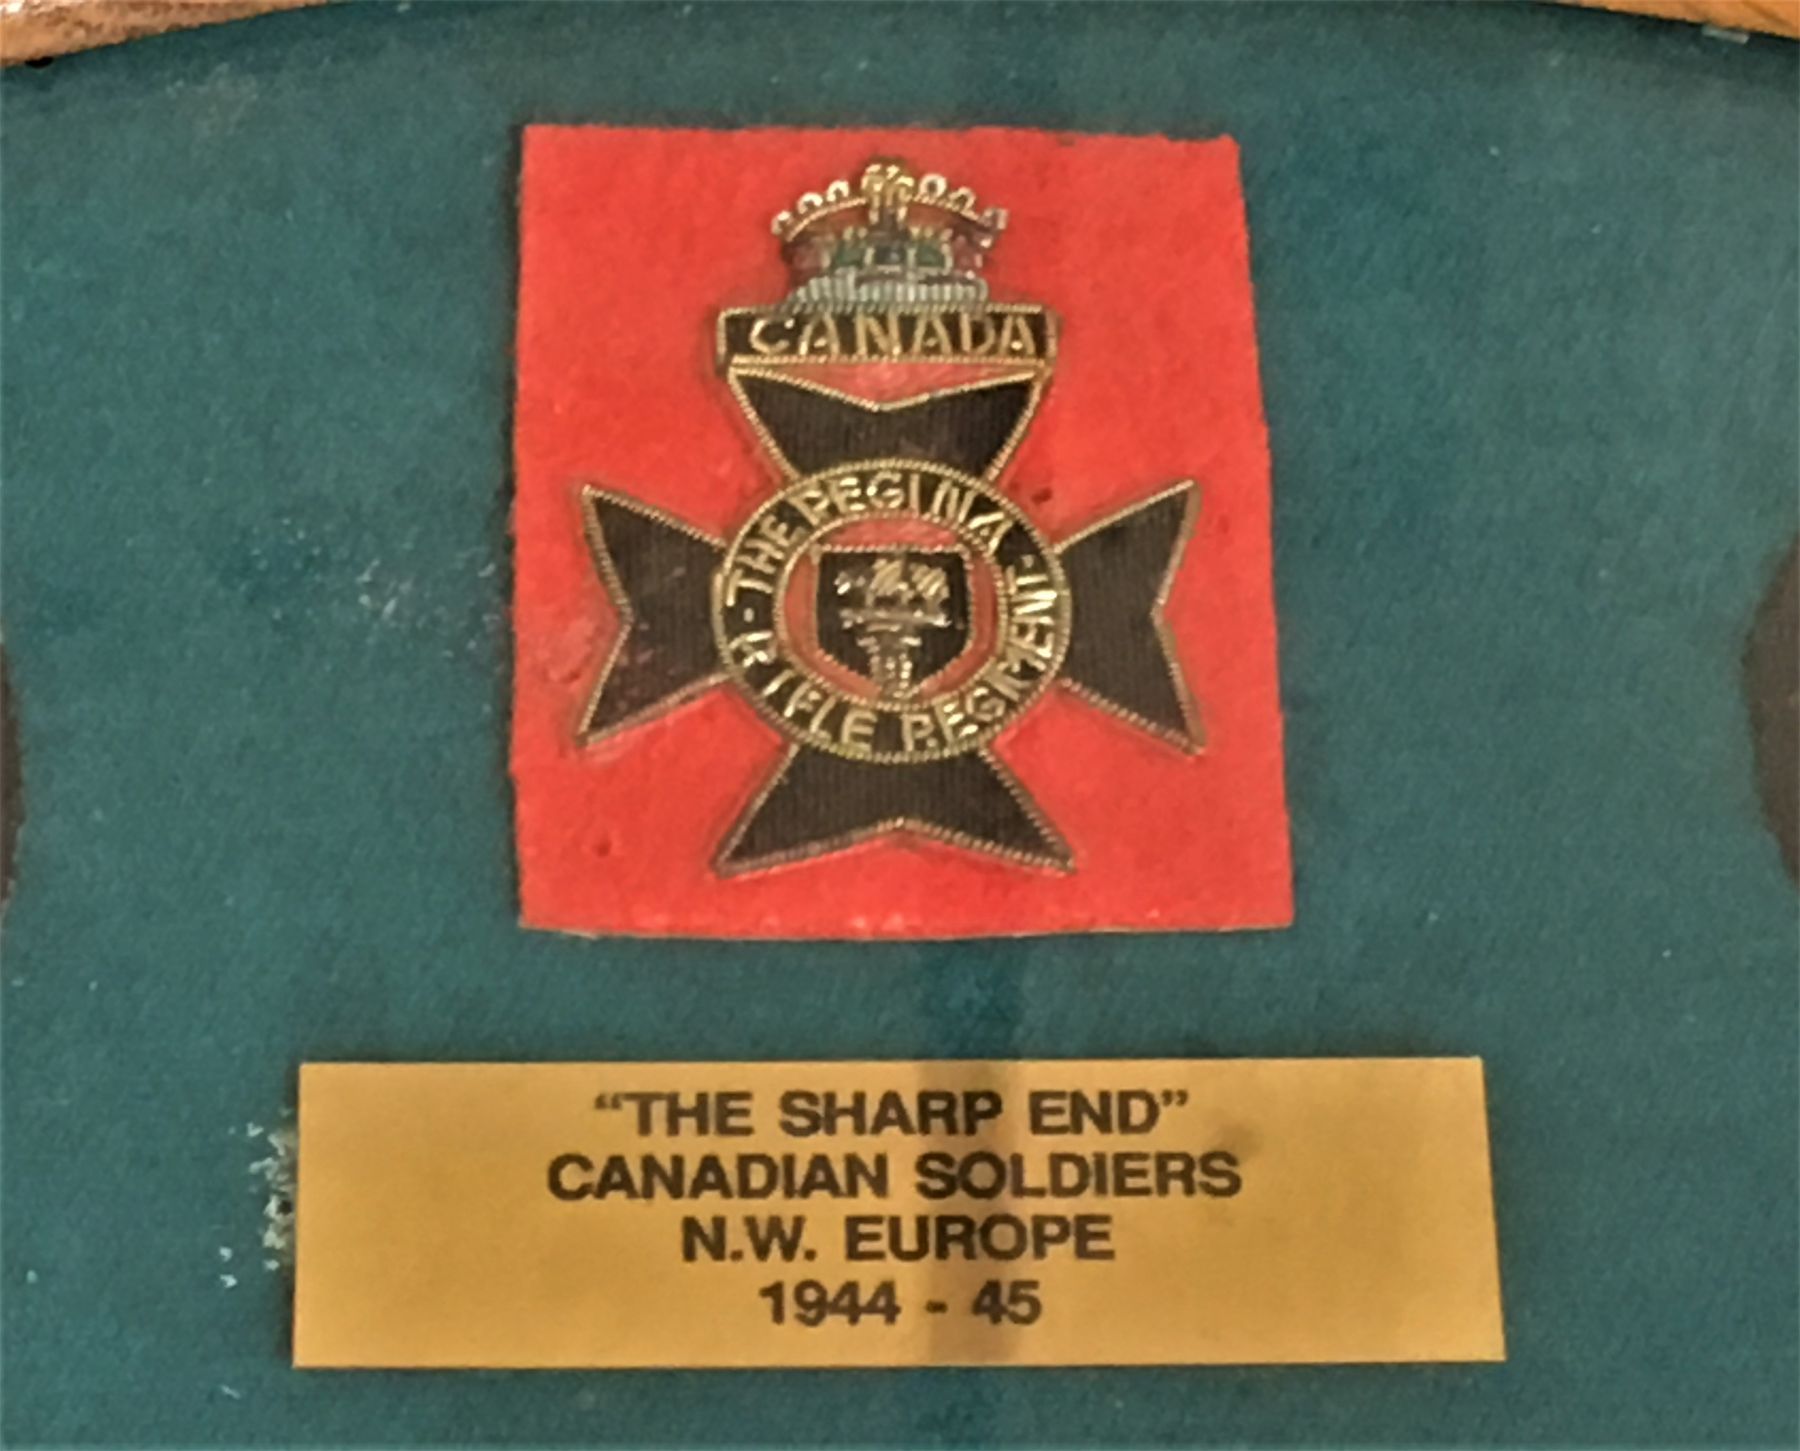 CANADA
THE REGINA
RIFLE REGIMENT
“THE SHARP END”
CANADIAN SOLDIERS
N.W. EUROPE
1944 - 45